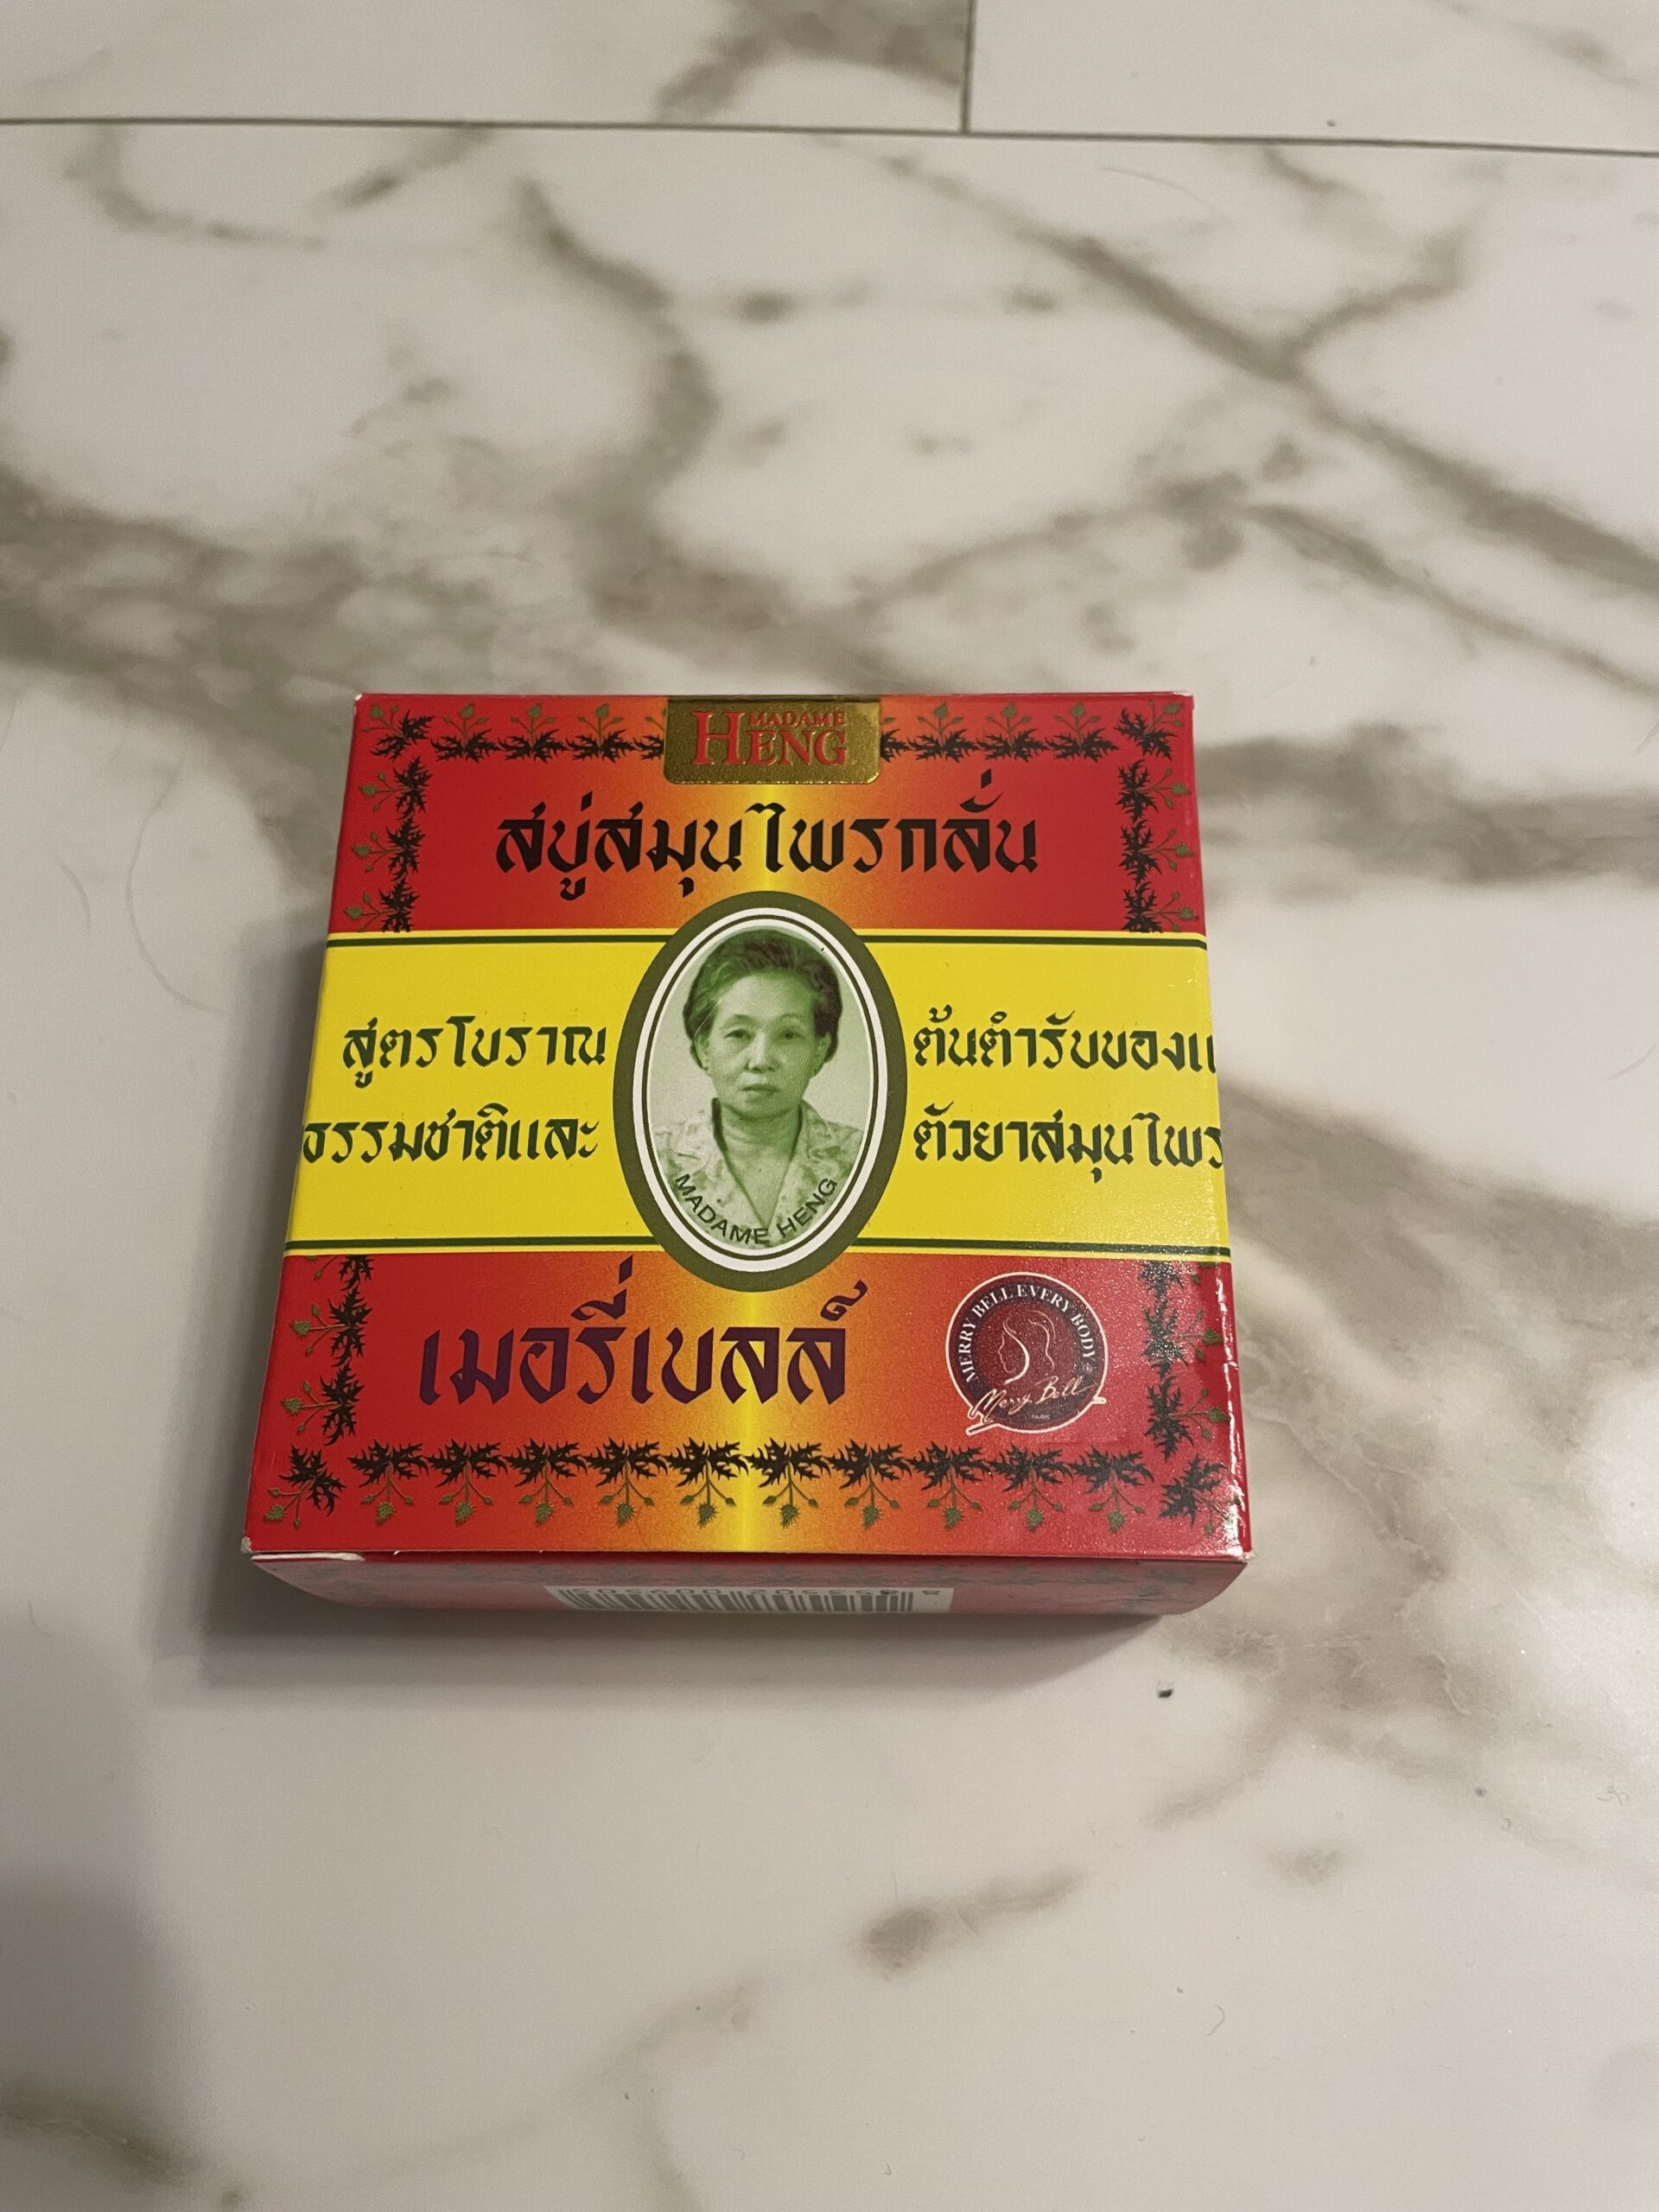 MADAME
HENG
สบู่สมุนไพรกลั่น
สูตรโบราณ ต้นตำรับของแ
ธรรมชาติและ ตัวยาสมุนไพร
MADAME HENG
เมอรี่เบลล์
MERRY BELL EVERY BODY
Merry Bell